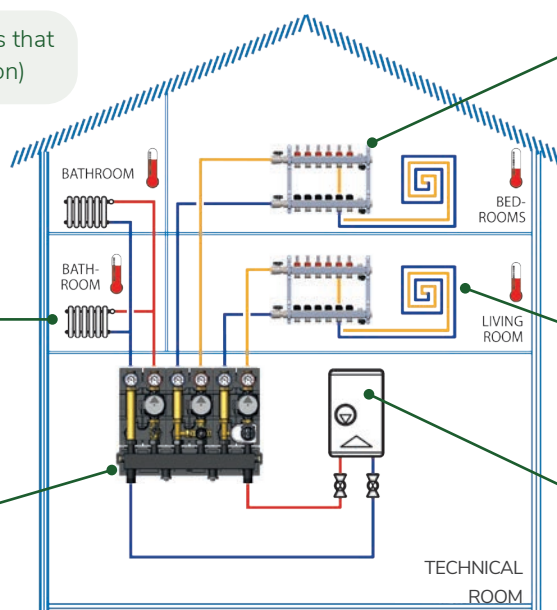 s that
on)
BATHROOM
BED-
ROOMS
BATH-
ROOM
LIVING
ROOM
TECHNICAL
ROOM